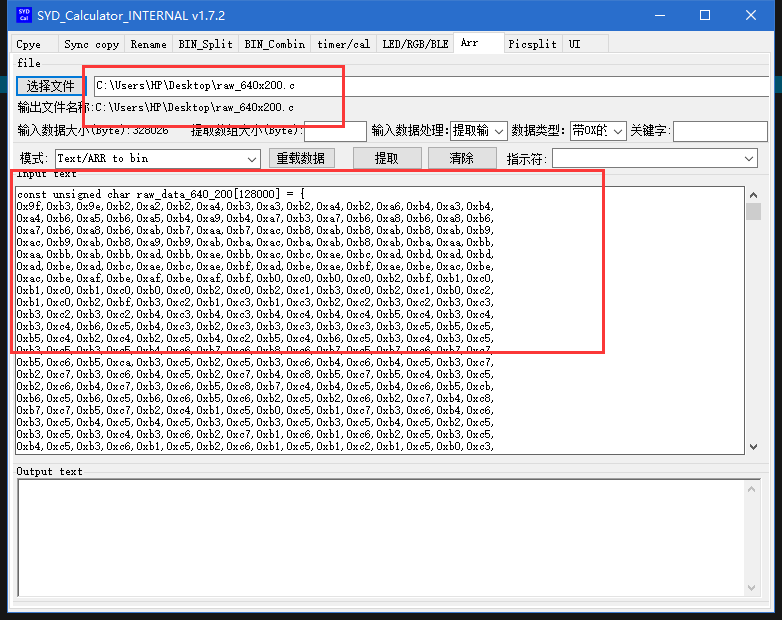 SYD Cal SYD_Calculator_INTERNAL v1.7.2
Cpye Sync copy Rename BIN_Split BIN_Combin timer/cal LED/RGB/BLE Arr Picsplit UI
file
选择文件 C:\Users\HP\Desktop\raw_640x200.c
输出文件名称:C:\Users\HP\Desktop\raw_640x200.c
输入数据大小(Byte):328026 提取数组大小(Byte): 输入数据处理: 提取输 数据类型: 带0X的 关键字:
模式: Text/ARR to bin 重载数据 提取 清除 指示符:
Input text
const unsigned char raw_data_640_200[128000] = {
0x9f,0xb3,0x9e,0xb2,0xa2,0xb2,0xa4,0xb3,0xa3,0xb2,0xa4,0xb2,0xa6,0xb4,0xa3,0xb4,
0xa4,0xb6,0xa5,0xb6,0xa5,0xb4,0xa9,0xb4,0xa7,0xb3,0xa7,0xb6,0xa8,0xb6,0xa8,0xb6,
0xa7,0xb6,0xa8,0xb6,0xab,0xb7,0xaa,0xb7,0xac,0xb8,0xab,0xb8,0xab,0xb8,0xab,0xb9,
0xac,0xb9,0xab,0xb8,0xa9,0xb9,0xab,0xba,0xac,0xba,0xab,0xb8,0xab,0xba,0xaa,0xbb,
0xaa,0xbb,0xab,0xbb,0xad,0xbb,0xae,0xbb,0xac,0xbc,0xae,0xbc,0xad,0xbd,0xad,0xbd,
0xad,0xbe,0xad,0xbc,0xae,0xbc,0xae,0xbf,0xad,0xbe,0xae,0xbf,0xae,0xbe,0xac,0xbe,
0xac,0xbe,0xaf,0xbe,0xaf,0xbe,0xaf,0xbf,0xb0,0xc0,0xb0,0xc0,0xb2,0xbf,0xb1,0xc0,
0xb1,0xc0,0xb1,0xc0,0xb0,0xc0,0xb2,0xc0,0xb2,0xc1,0xb3,0xc0,0xb2,0xc1,0xb0,0xc2,
0xb1,0xc0,0xb2,0xbf,0xb3,0xc2,0xb1,0xc3,0xb1,0xc3,0xb2,0xc2,0xb3,0xc2,0xb3,0xc3,
0xb3,0xc2,0xb3,0xc2,0xb4,0xc3,0xb4,0xc3,0xb4,0xc4,0xb4,0xc4,0xb5,0xc4,0xb3,0xc4,
0xb3,0xc4,0xb6,0xc5,0xb4,0xc3,0xb2,0xc3,0xb3,0xc3,0xb3,0xc3,0xb3,0xc5,0xb5,0xc5,
0xb5,0xc4,0xb2,0xc4,0xb4,0xc2,0xb5,0xc4,0xb2,0xc5,0xb4,0xc6,0xb5,0xc3,0xb4,0xc3,0xb5,
0xb5,0xc6,0xb5,0xca,0xb3,0xc5,0xb2,0xc5,0xb3,0xc6,0xb4,0xc6,0xb4,0xc5,0xb3,0xc7,
0xb2,0xc7,0xb3,0xc6,0xb4,0xc5,0xb2,0xc7,0xb4,0xc8,0xb5,0xc7,0xb5,0xc4,0xb3,0xc5,
0xb2,0xc6,0xb4,0xc7,0xb3,0xc6,0xb5,0xc8,0xb7,0xc4,0xb4,0xc5,0xb4,0xc6,0xb5,0xcb,
0xb6,0xc5,0xb6,0xc5,0xb6,0xc5,0xb6,0xc2,0xb5,0xc2,0xb6,0xc2,0xb7,0xc4,0xc8,
0xb7,0xc7,0xb2,0xc7,0xb2,0xc4,0xb1,0xc5,0xb0,0xc5,0xb1,0xc7,0xb3,0xc6,0xb4,0xc6,
0xb3,0xc5,0xb4,0xc6,0xb5,0xc4,0xb5,0xc3,0xb5,0xc3,0xb5,0xc3,0xb4,0xc5,0xb2,0xc5,
0xb3,0xc5,0xb3,0xc4,0xb3,0xc6,0xb2,0xc7,0xb1,0xc6,0xb1,0xc6,0xb2,0xc5,0xb3,0xc5,
0xb4,0xc5,0xb3,0xc6,0xb1,0xc5,0xb2,0xc6,0xb1,0xc5,0xb1,0xc2,0xb1,0xc5,0xb0,0xc3,
Output text